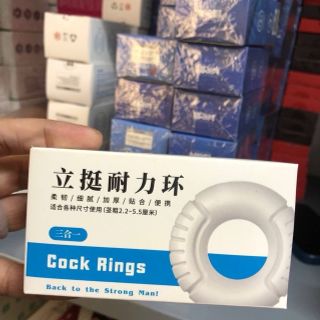 立挺耐力环
柔韧/细腻/加厚/贴合/便携
适合各种尺寸使用(茎粗2.2-5.5厘米)
三合一
Cock Rings
Back to the Strong Man!